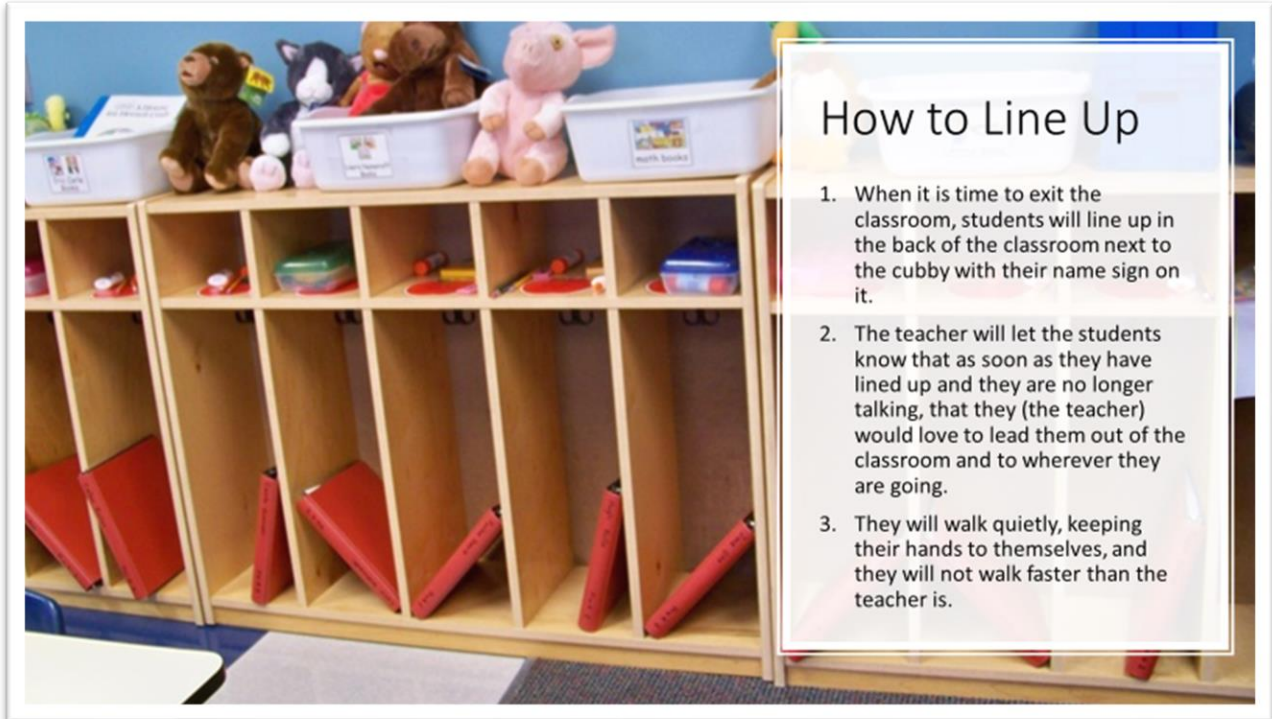 How to Line Up
1. When it is time to exit the
classroom, students will line up in
the back of the classroom next to
the cubby with their name sign on
it.
2. The teacher will let the students
know that as soon as they have
lined up and they are no longer
talking, that they (the teacher)
would love to lead them out of the
classroom and to wherever they
are going.
3. They will walk quietly, keeping
their hands to themselves, and
they will not walk faster than the
teacher is.
Books
Books
math books